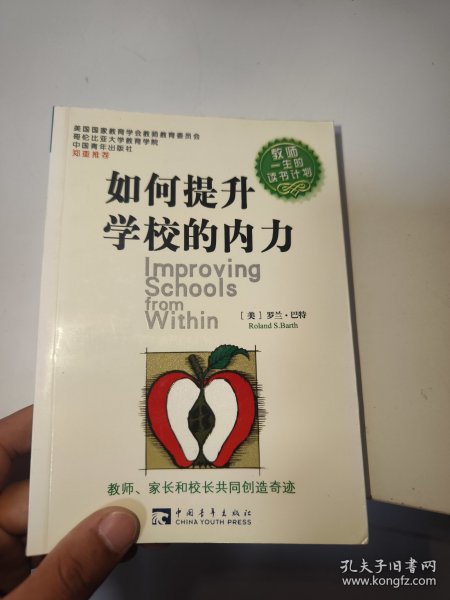 美国国家教育学会教师教育委员会
哥伦比亚大学教育学院
中国青年出版社
郑重推荐
教师
一生的
读书计划
如何提升
学校的内力
Improving
Schools
from
Within
[美]罗兰·巴特
Roland S.Barth
教师、家长和校长共同创造奇迹
中国青年出版社
CHINA YOUTH PRESS
孔夫子旧书网
www.kongfz.com